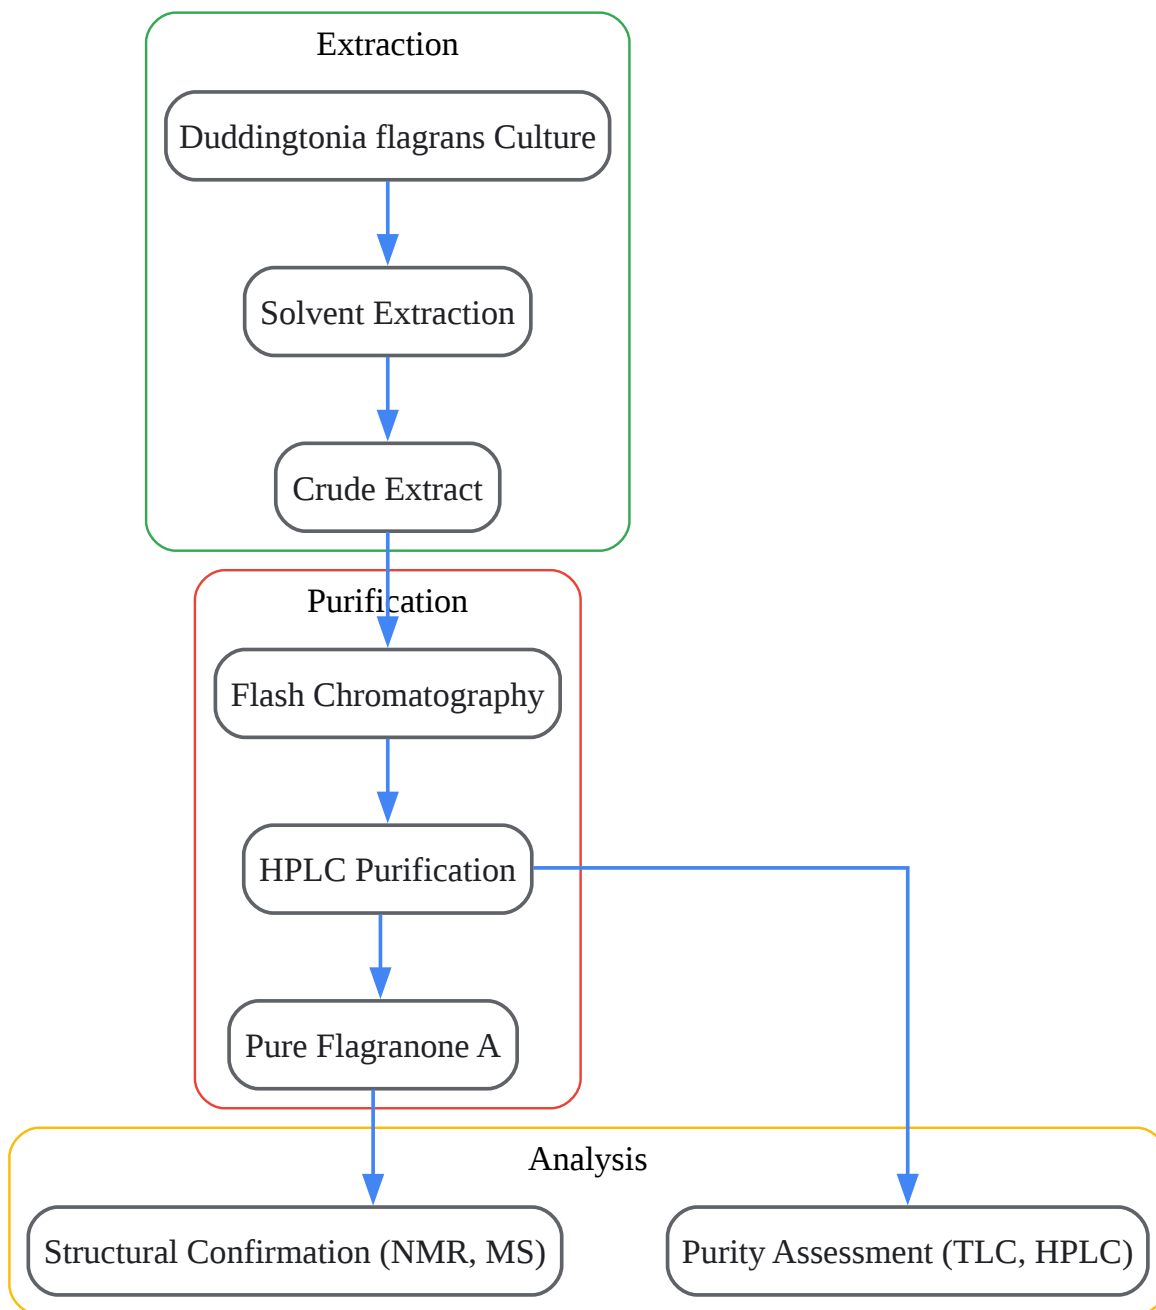 Extraction
Duddingtonia flagrans Culture
Solvent Extraction
Crude Extract
Purification
Flash Chromatography
HPLC Purification
Pure Flagranone A
Analysis
Structural Confirmation (NMR, MS)
Purity Assessment (TLC, HPLC)